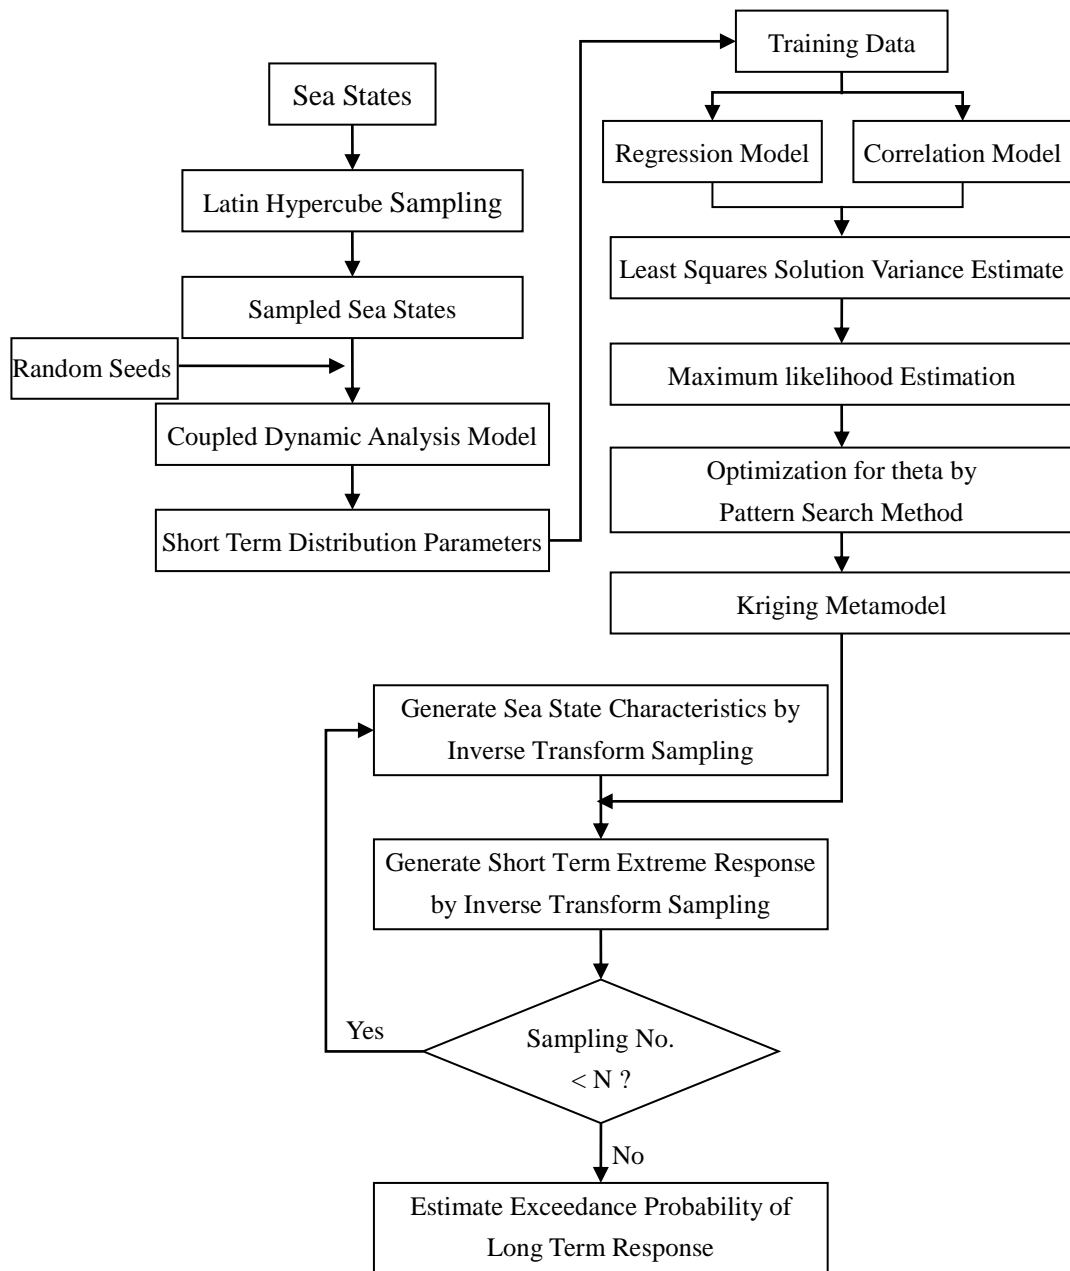 Sea States
Latin Hypercube Sampling
Sampled Sea States
Random Seeds
Coupled Dynamic Analysis Model
Short Term Distribution Parameters
Training Data
Regression Model
Correlation Model
Least Squares Solution Variance Estimate
Maximum likelihood Estimation
Optimization for theta by
Pattern Search Method
Kriging Metamodel
Generate Sea State Characteristics by
Inverse Transform Sampling
Generate Short Term Extreme Response
by Inverse Transform Sampling
Yes
Sampling No.
< N ?
No
Estimate Exceedance Probability of
Long Term Response